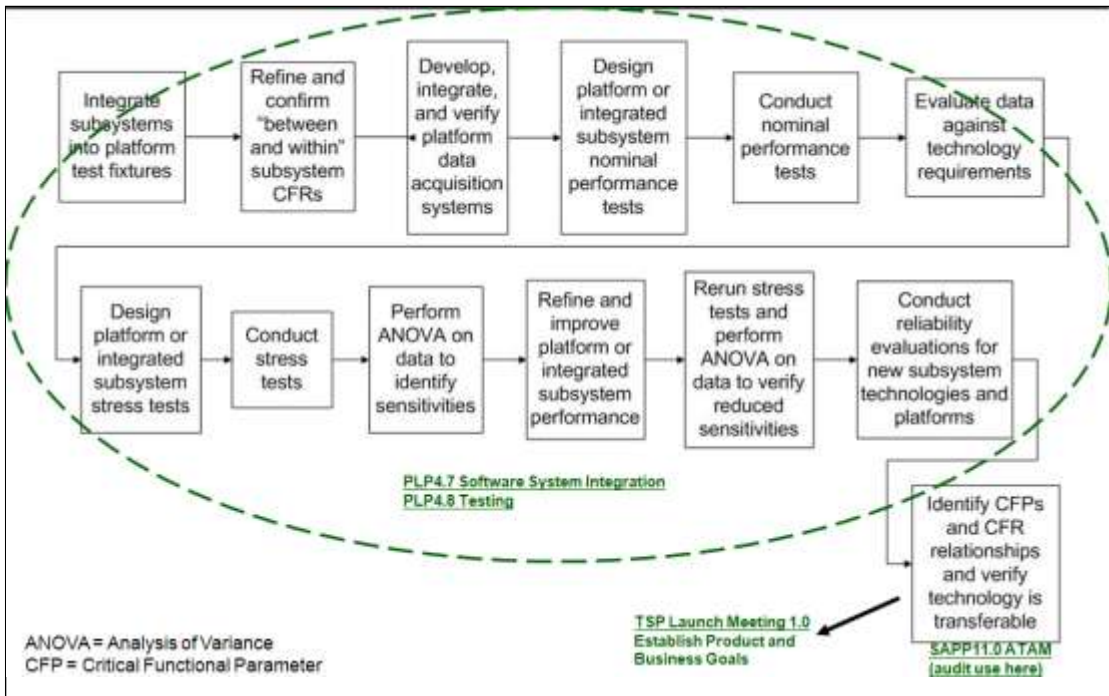 Integrate
subsystems
into platform
test fixtures
Refine and
confirm
“between
and within”
subsystem
CFRs
Develop,
integrate,
and verify
platform
data
acquisition
systems
Design
platform or
integrated
subsystem
nominal
performance
tests
Conduct
nominal
performance
tests
Evaluate data
against
technology
requirements
Design
platform or
integrated
subsystem
stress tests
Conduct
stress
tests
Perform
ANOVA on
data to
identify
sensitivities
Refine and
improve
platform or
integrated
subsystem
performance
Rerun stress
tests and
perform
ANOVA on
data to verify
reduced
sensitivities
Conduct
reliability
evaluations for
new subsystem
technologies and
platforms
PLP4.7 Software System Integration
PLP4.8 Testing
Identify CFPs
and CFR
relationships
and verify
technology is
transferable
TSP Launch Meeting 1.0
Establish Product and
Business Goals
SAPP11.0 ATAM
(audit use here)
ANOVA = Analysis of Variance
CFP = Critical Functional Parameter